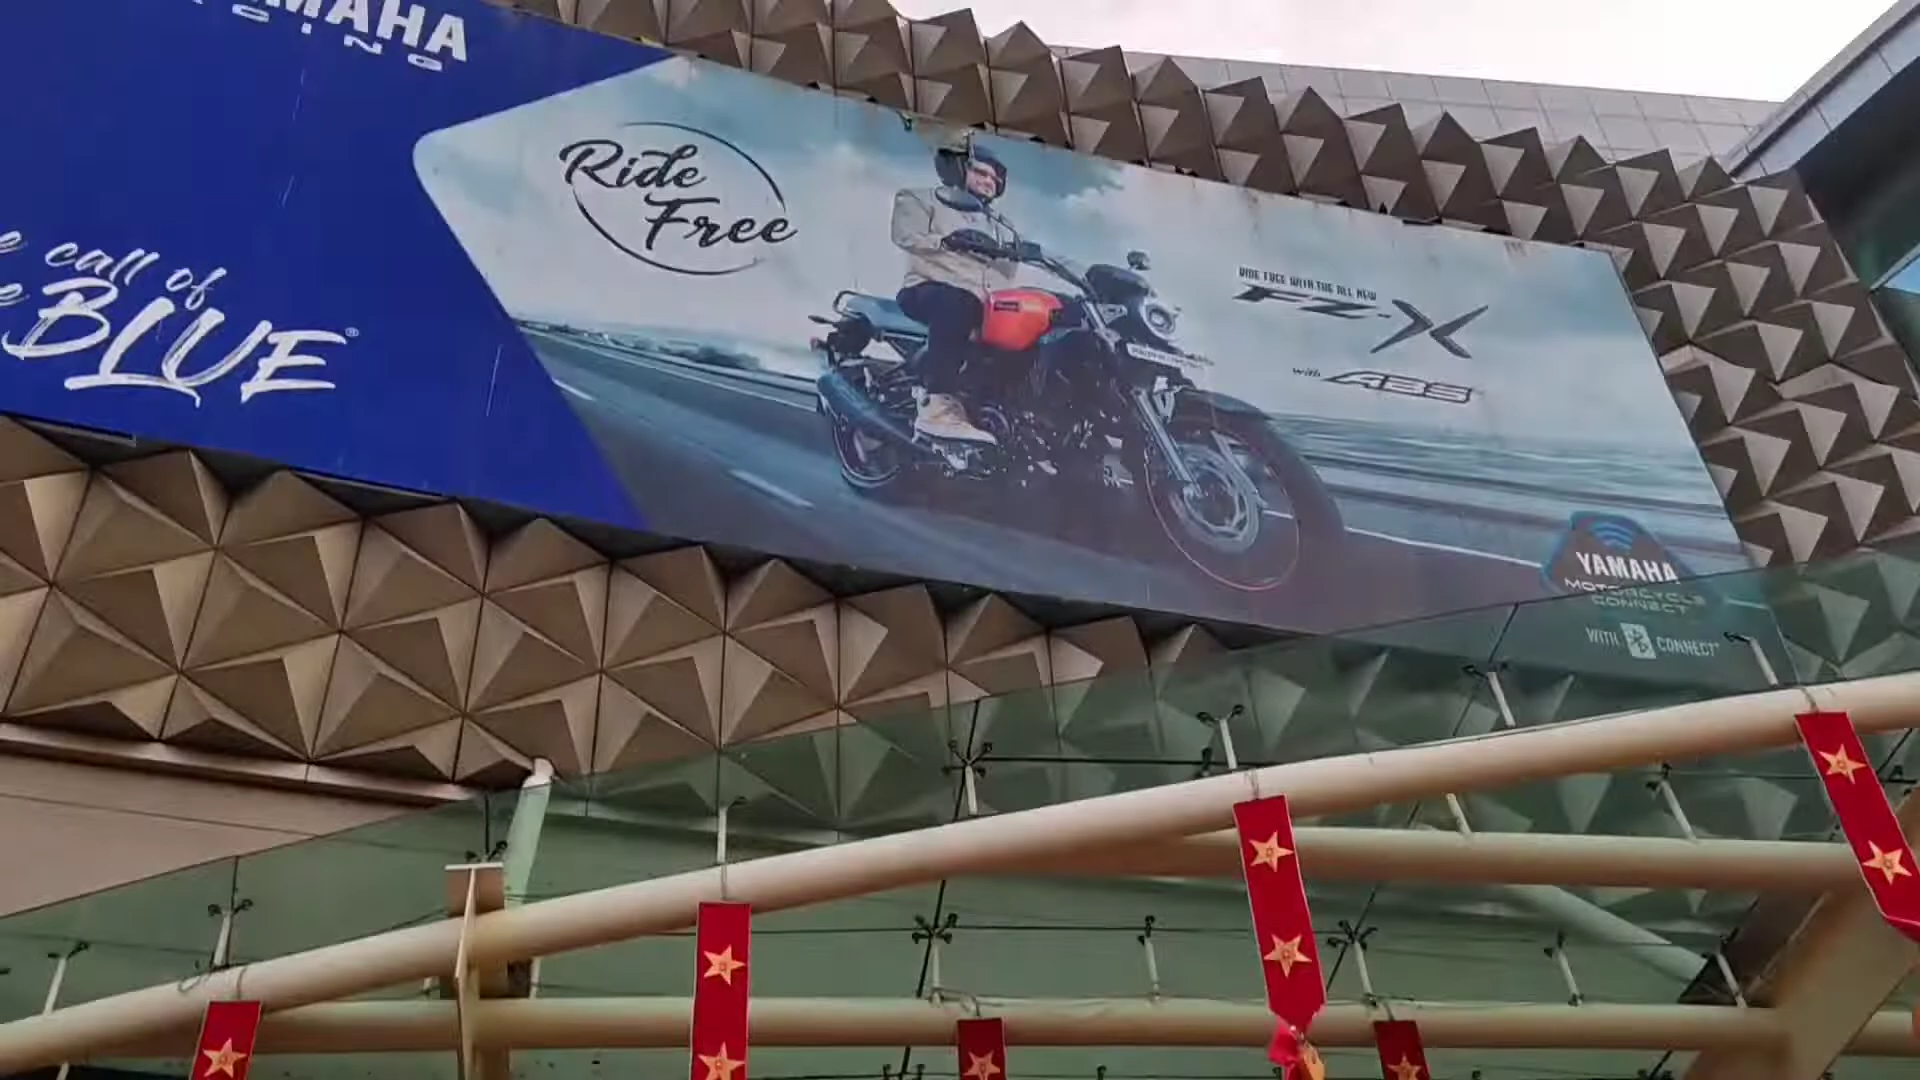 YAMAHA
call of
BLUE®
Ride
Free
RIDE FREE WITH THE ALL NEW
FZ-X
with ABS
YAMAHA
MOTORCYCLE
CONNECT
WITH CONNECT